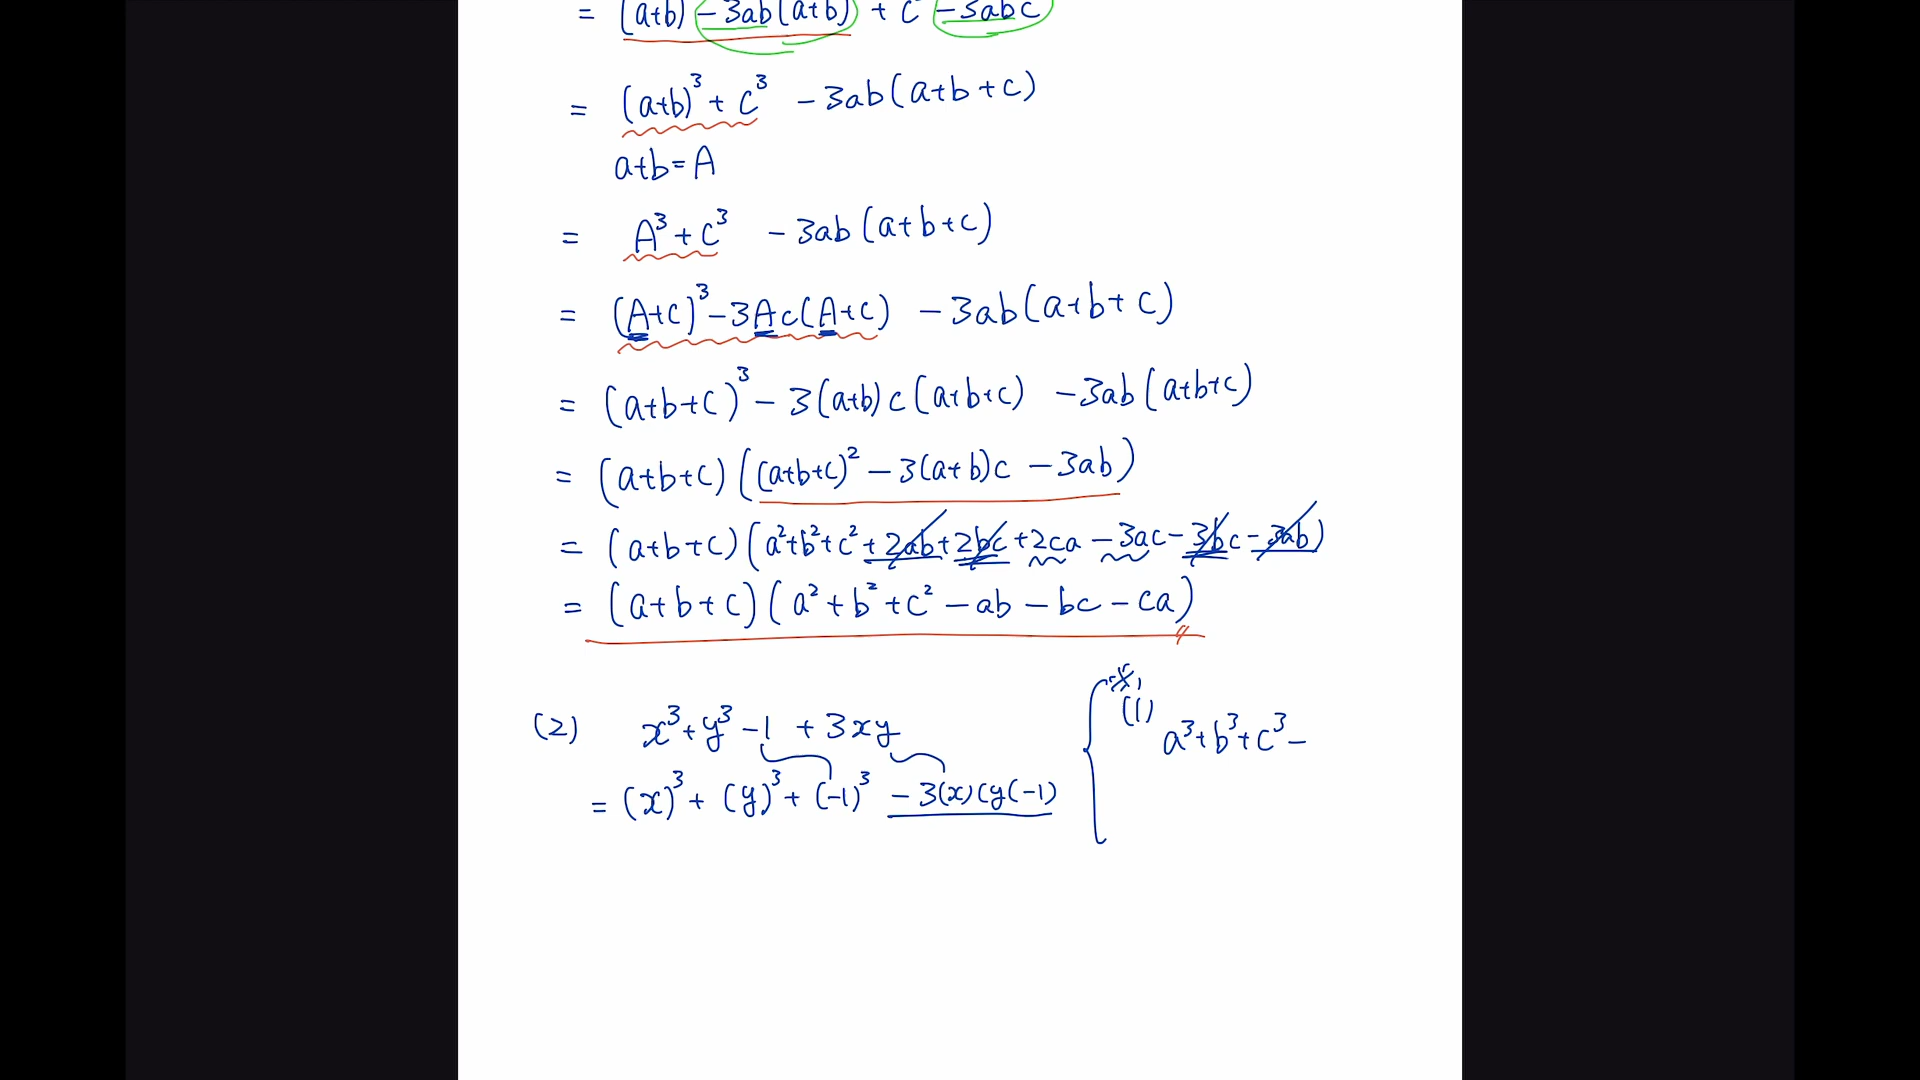 = (a+b) -3ab(a+b) + c -3abc
= (a+b)³ + c³ -3ab(a+b+c)
a+b=A
= A³+c³ -3ab(a+b+c)
= (A+c)³-3Ac(A+c) -3ab(a+b+c)
= (a+b+c)³ - 3(a+b)c(a+b+c) -3ab(a+b+c)
= (a+b+c)((a+b+c)² - 3(a+b)c - 3ab)
= (a+b+c)(a²+b²+c²+2ab+2bc+2ca -3ac-3bc-3ab)
= (a+b+c)(a²+b²+c²-ab-bc-ca)
(2) x³+y³-1 +3xy
= (x)³+(y)³+(-1)³ -3(x)(y(-1)
※,
(1)
a³+b³+c³-